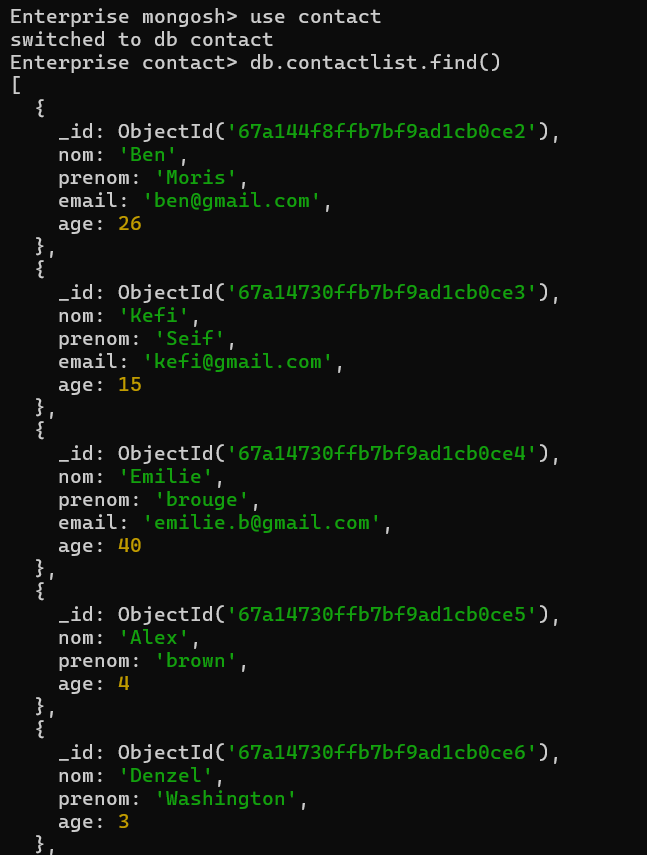 Enterprise mongosh> use contact
switched to db contact
Enterprise contact> db.contactlist.find()
[
  {
    _id: ObjectId('67a144f8ffb7bf9ad1cb0ce2'),
    nom: 'Ben',
    prenom: 'Moris',
    email: 'ben@gmail.com',
    age: 26
  },
  {
    _id: ObjectId('67a14730ffb7bf9ad1cb0ce3'),
    nom: 'Kefi',
    prenom: 'Seif',
    email: 'kefi@gmail.com',
    age: 15
  },
  {
    _id: ObjectId('67a14730ffb7bf9ad1cb0ce4'),
    nom: 'Emilie',
    prenom: 'brouge',
    email: 'emilie.b@gmail.com',
    age: 40
  },
  {
    _id: ObjectId('67a14730ffb7bf9ad1cb0ce5'),
    nom: 'Alex',
    prenom: 'brown',
    age: 4
  },
  {
    _id: ObjectId('67a14730ffb7bf9ad1cb0ce6'),
    nom: 'Denzel',
    prenom: 'Washington',
    age: 3
  },